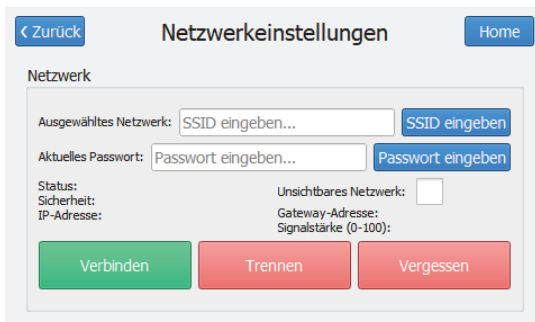 Zurück Netzwerkeinstellungen Home
Netzwerk
Ausgewähltes Netzwerk: SSID eingeben... SSID eingeben
Aktuelles Passwort: Passwort eingeben... Passwort eingeben
Status:
Sicherheit:
IP-Adresse:
Unsichtbares Netzwerk:
Gateway-Adresse:
Signalstärke (0-100):
Verbinden Trennen Vergessen